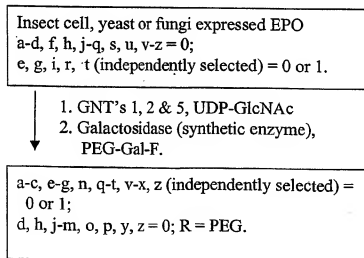 Insect cell, yeast or fungi expressed EPO
a-d, f, h, j-q, s, u, v-z = 0;
e, g, i, r, t (independently selected) = 0 or 1.
1. GNT's 1, 2 & 5, UDP-GlcNAc
2. Galactosidase (synthetic enzyme),
PEG-Gal-F.
a-c, e-g, n, q-t, v-x, z (independently selected) =
0 or 1;
d, h, j-m, o, p, y, z = 0; R = PEG.